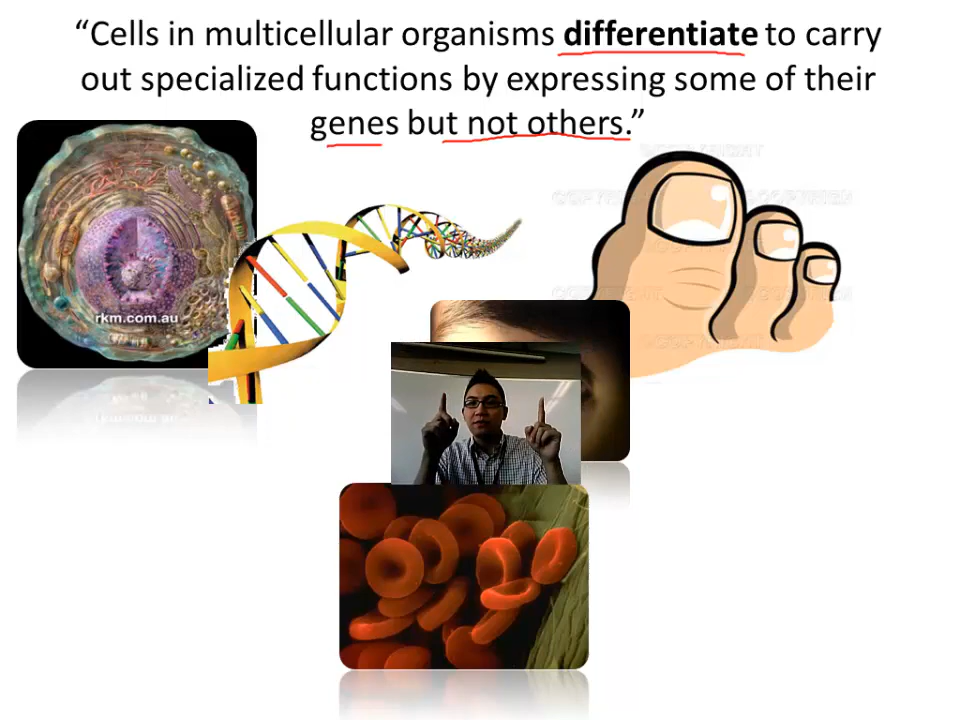 “Cells in multicellular organisms differentiate to carry
out specialized functions by expressing some of their
genes but not others.”
rkm.com.au